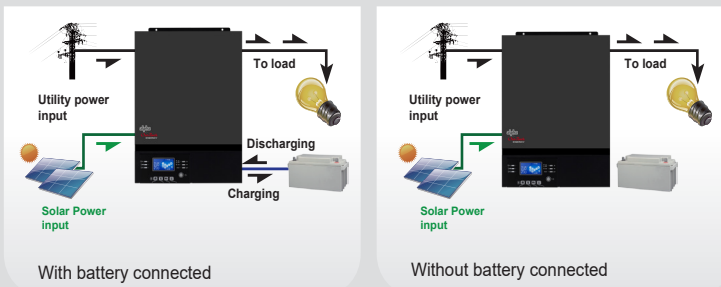 To load
Utility power
input
Discharging
Charging
Solar Power
input
With battery connected
To load
Utility power
input
Solar Power
input
Without battery connected